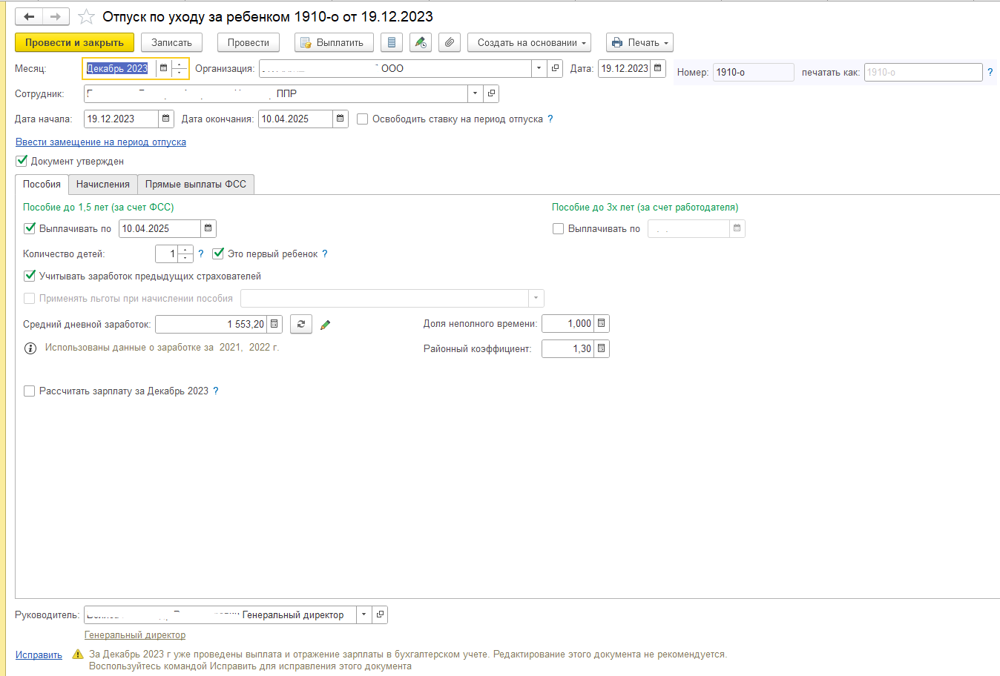 Отпуск по уходу за ребенком 1910-о от 19.12.2023
Провести и закрыть Записать Провести Выплатить Создать на основании Печать
Месяц: Декабрь 2023 Организация: ООО Дата: 19.12.2023 Номер: 1910-о печатать как: 1910-о ?
Сотрудник: ППР
Дата начала: 19.12.2023 Дата окончания: 10.04.2025 Освободить ставку на период отпуска ?
Ввести замещение на период отпуска
Документ утвержден
Пособия Начисления Прямые выплаты ФСС
Пособие до 1,5 лет (за счет ФСС) Пособие до 3х лет (за счет работодателя)
Выплачивать по 10.04.2025 Выплачивать по . .
Количество детей: 1 ? Это первый ребенок ?
Учитывать заработок предыдущих страхователей
Применять льготы при начислении пособия
Средний дневной заработок: 1 553,20 Доля неполного времени: 1,000
Использованы данные о заработке за 2021, 2022 г. Районный коэффициент: 1,30
Рассчитать зарплату за Декабрь 2023 ?
Руководитель: Генеральный директор
Генеральный директор
Исправить За Декабрь 2023 г уже проведены выплата и отражение зарплаты в бухгалтерском учете. Редактирование этого документа не рекомендуется.
Воспользуйтесь командой Исправить для исправления этого документа